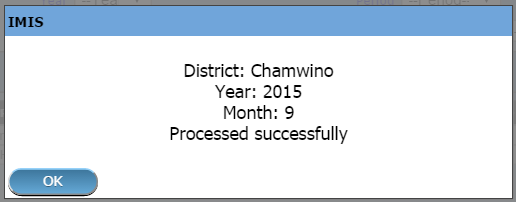 IMIS
District: Chamwino
Year: 2015
Month: 9
Processed successfully
OK